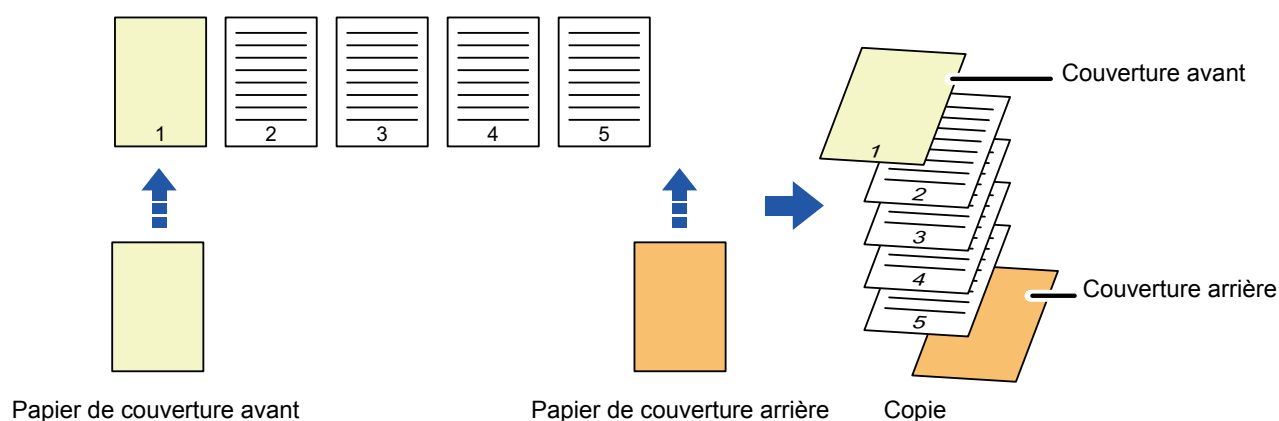 1 2 3 4 5
Couverture avant
1
2
3
4
5
Couverture arrière
Papier de couverture avant
Papier de couverture arrière
Copie